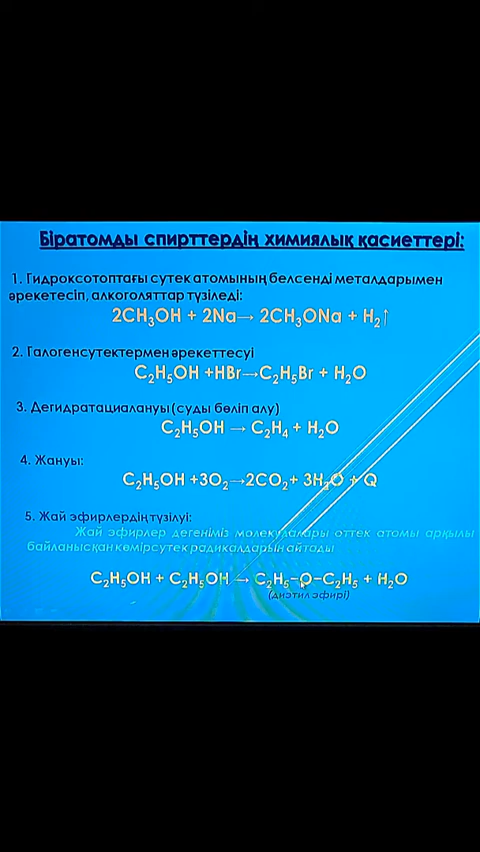 Біратомды спирттердің химиялық қасиеттері:
1. Гидроксотоптағы сутек атомының белсенді металдарымен
әрекетесіп, алкоголяттар түзіледі:
2CH₃OH + 2Na→ 2CH₃ONa + H₂↑
2. Галогенсутектермен әрекеттесуі
C₂H₅OH +HBr→C₂H₅Br + H₂O
3. Дегидратациалануы (суды бөліп алу)
C₂H₅OH → C₂H₄ + H₂O
4. Жануы:
C₂H₅OH +3O₂→2CO₂+ 3H₂O + Q
5. Жай эфирлердің түзілуі:
Жай эфирлер дегеніміз молекулалары оттек атомы арқылы
байланысқан көмірсутек радикалдарын айтады
C₂H₅OH + C₂H₅OH → C₂H₅–O–C₂H₅ + H₂O
(диэтил эфирі)